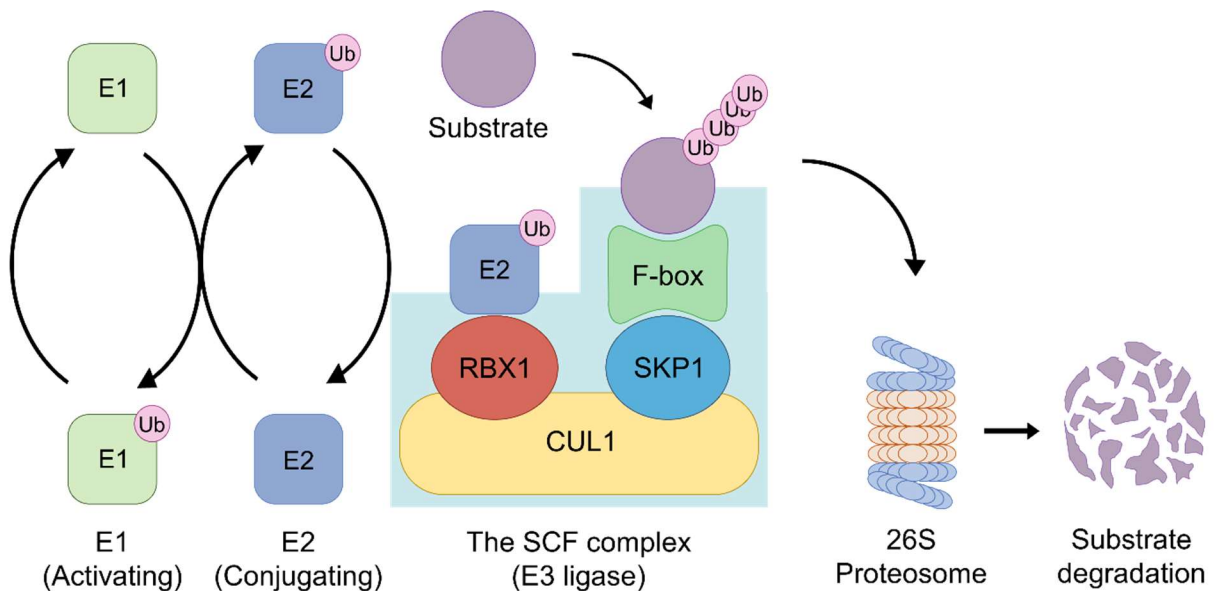 E1
E2
Ub
Substrate
Ub
Ub
Ub
Ub
E2
Ub
F-box
RBX1
SKP1
CUL1
E1
Ub
E2
E1
(Activating)
E2
(Conjugating)
The SCF complex
(E3 ligase)
26S
Proteosome
Substrate
degradation